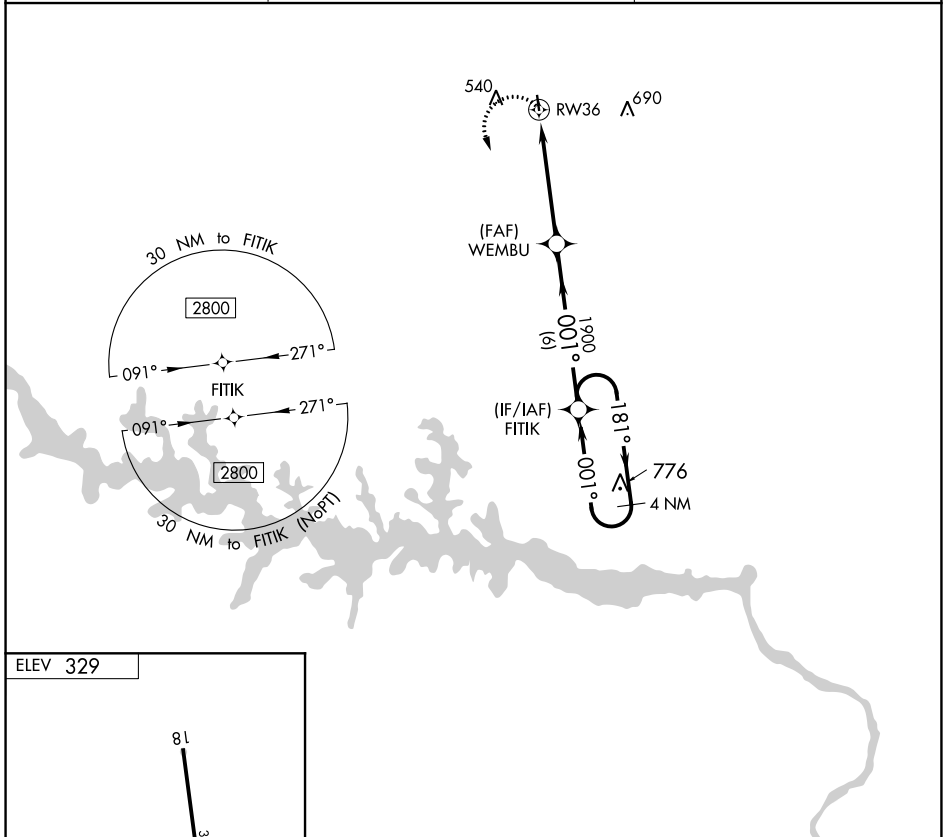 540
RW36
690
(FAF)
WEMBU
30 NM to FITIK
2800
091°
271°
FITIK
091°
271°
2800
30 NM to FITIK (NoPT)
001°
1900
(6)
(IF/IAF)
FITIK
181°
001°
776
4 NM
ELEV 329
18
3